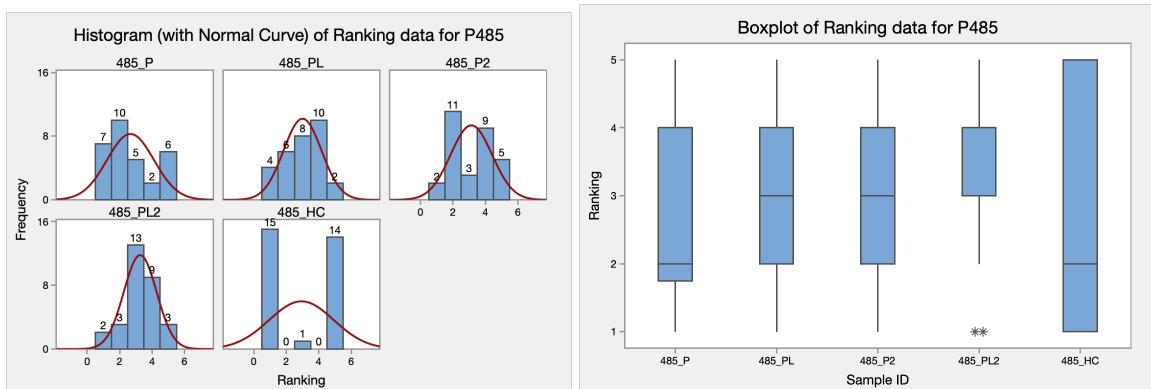 Histogram (with Normal Curve) of Ranking data for P485
485_P 485_PL 485_P2
16
8
0
7 10 5 2 6
4 6 8 10 2
2 11 3 9 5
0 2 4 6
485_PL2 485_HC
16
8
0
2 3 13 9 3
15 0 1 0 14
0 2 4 6 0 2 4 6
Frequency
Ranking
Boxplot of Ranking data for P485
5
4
3
2
1
**
Ranking
485_P 485_PL 485_P2 485_PL2 485_HC
Sample ID